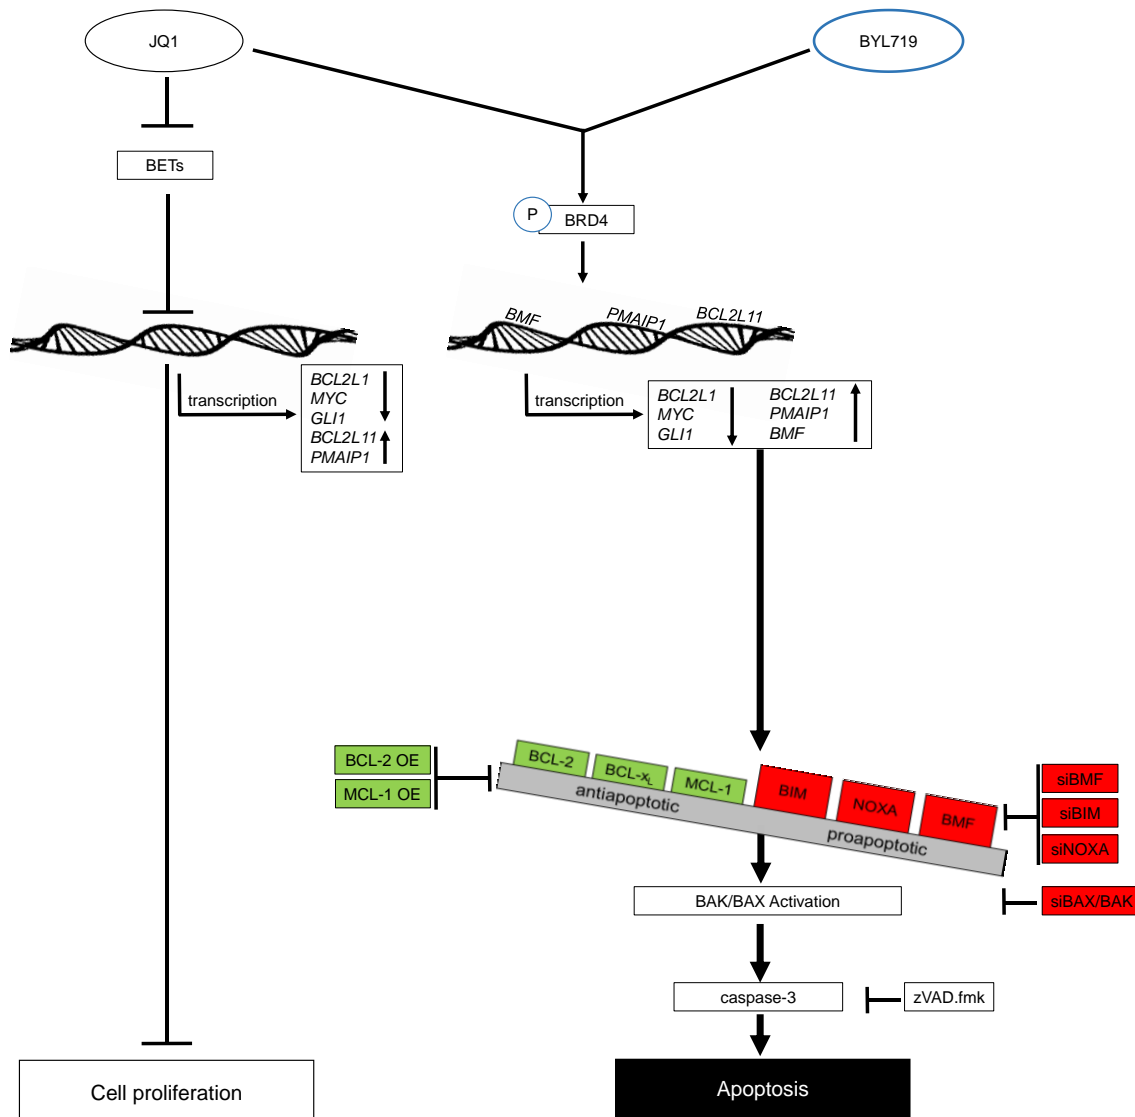 JQ1
BYL719
BETs
P
BRD4
BMF
PMAIP1
BCL2L11
transcription
BCL2L1
MYC
GLI1
BCL2L11
PMAIP1
transcription
BCL2L1
MYC
GLI1
BCL2L11
PMAIP1
BMF
BCL-2 OE
MCL-1 OE
BCL-2
BCL-xL
MCL-1
BIM
NOXA
BMF
antiapoptotic
proapoptotic
siBMF
siBIM
siNOXA
BAK/BAX Activation
siBAX/BAK
caspase-3
zVAD.fmk
Cell proliferation
Apoptosis